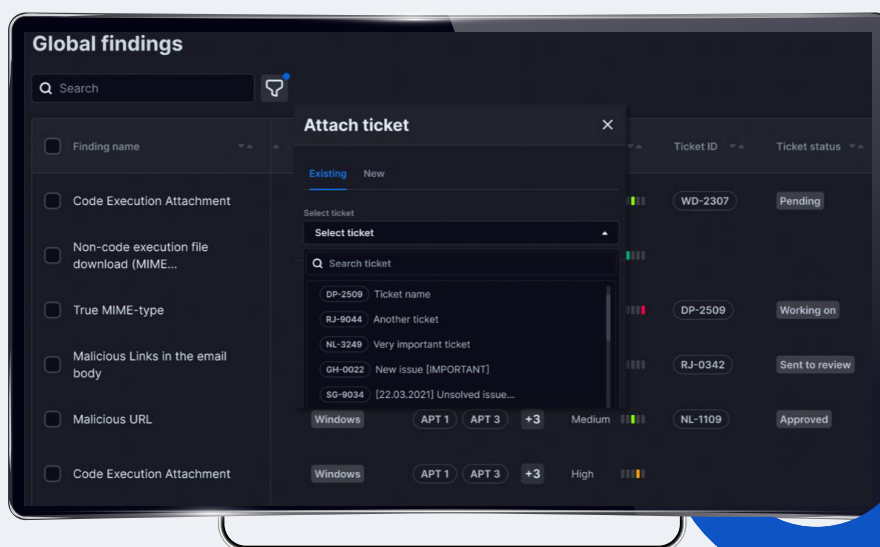 Global findings
Search
Attach ticket
Finding name
Ticket ID
Ticket status
Existing
New
Code Execution Attachment
WD-2307
Pending
Select ticket
Select ticket
Non-code execution file
download (MIME...
Search ticket
DP-2509 Ticket name
True MIME-type
RJ-9044 Another ticket
DP-2509
Working on
NL-3249 Very important ticket
Malicious Links in the email
body
GH-0022 New issue [IMPORTANT]
RJ-0342
Sent to review
SG-9034 [22.03.2021] Unsolved issue...
Malicious URL
Windows
APT 1
APT 3
+3
Medium
NL-1109
Approved
Code Execution Attachment
Windows
APT 1
APT 3
+3
High